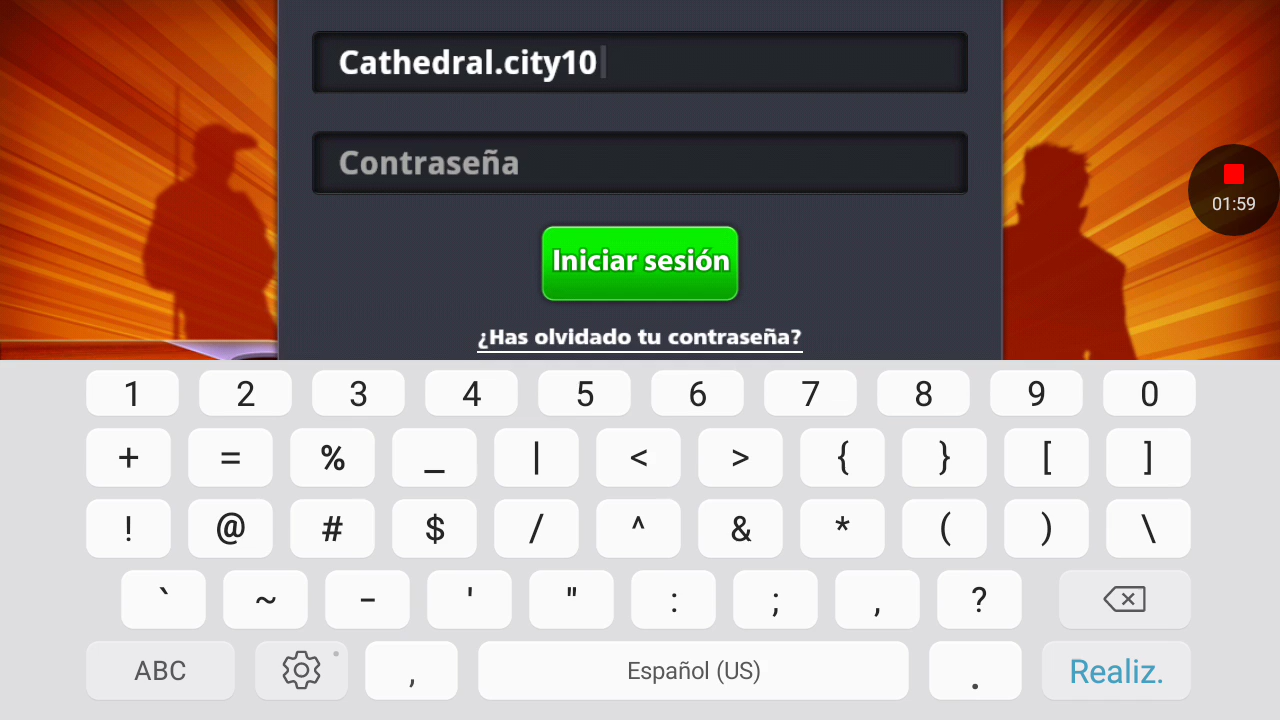 Cathedral.city10
Contraseña
01:59
Iniciar sesión
¿Has olvidado tu contraseña?
1 2 3 4 5 6 7 8 9 0
+ = % _ | < > { } [ ]
! @ # $ / ^ & * ( ) \
` ~ - ' " : ; , ?
ABC , Español (US) . Realiz.